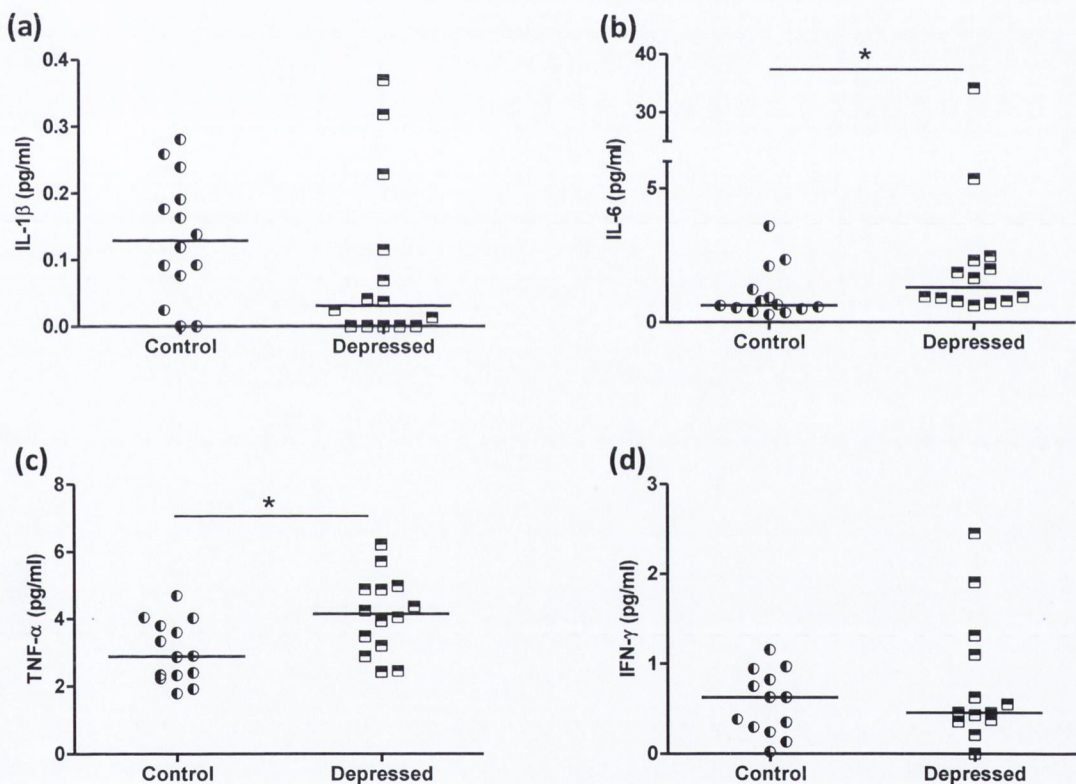 (a)
IL-1β (pg/ml)
0.4
0.3
0.2
0.1
0.0
Control Depressed
(b)
IL-6 (pg/ml)
40
30
5
0
*
Control Depressed
(c)
TNF-α (pg/ml)
8
6
4
2
0
*
Control Depressed
(d)
IFN-γ (pg/ml)
3
2
1
0
Control Depressed